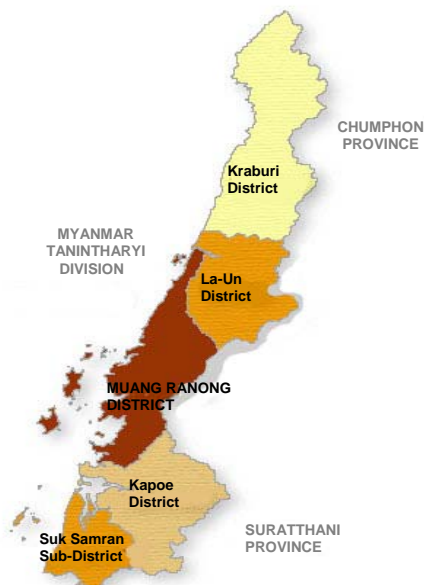 CHUMPHON
PROVINCE
Kraburi
District
MYANMAR
TANINTHARYI
DIVISION
La-Un
District
MUANG RANONG
DISTRICT
Kapoe
District
SURATTHANI
PROVINCE
Suk Samran
Sub-District